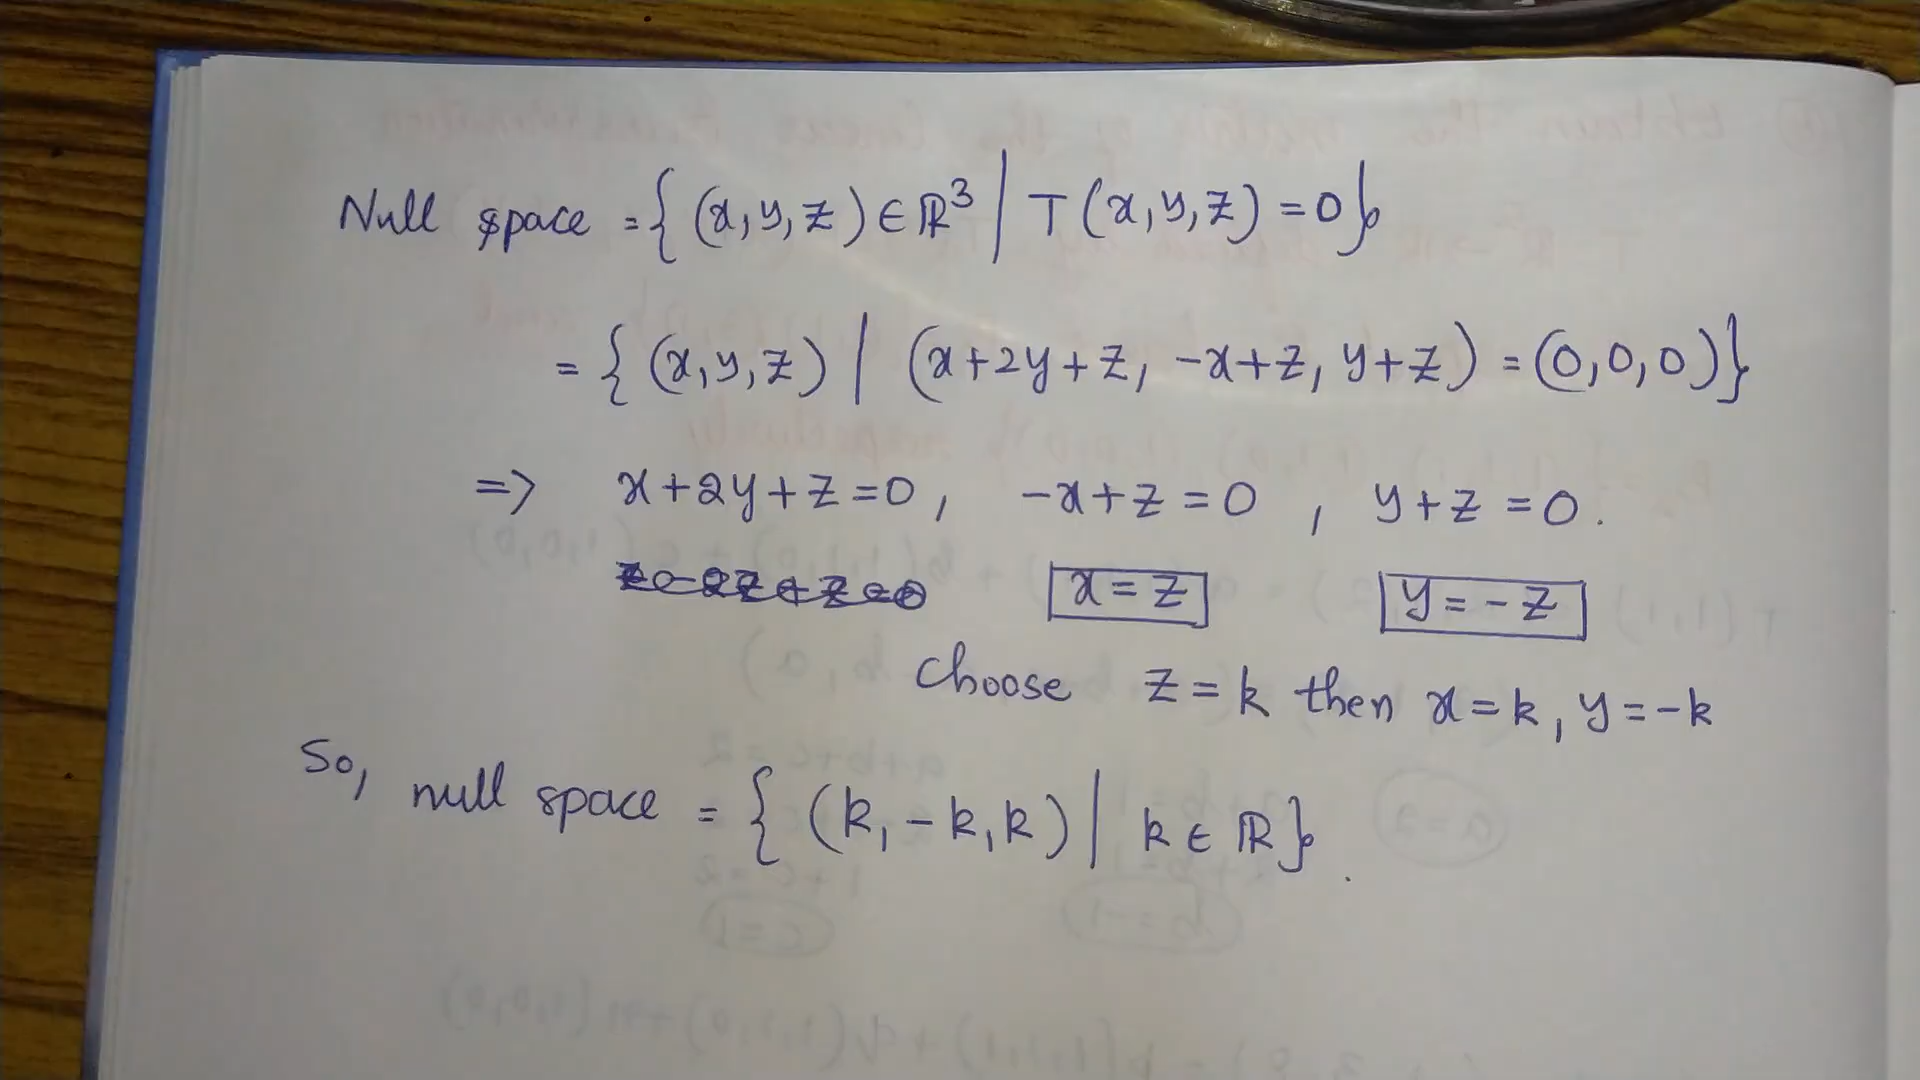 Null space = { (x, y, z) ∈ ℝ³ | T(x, y, z) = 0}
= { (x, y, z) | (x+2y+z, -x+z, y+z) = (0,0,0)}
=> x+2y+z=0, -x+z=0, y+z=0.
x=z y=-z
Choose z=k then x=k, y=-k
So, null space = { (k, -k, k) | k ∈ ℝ}.